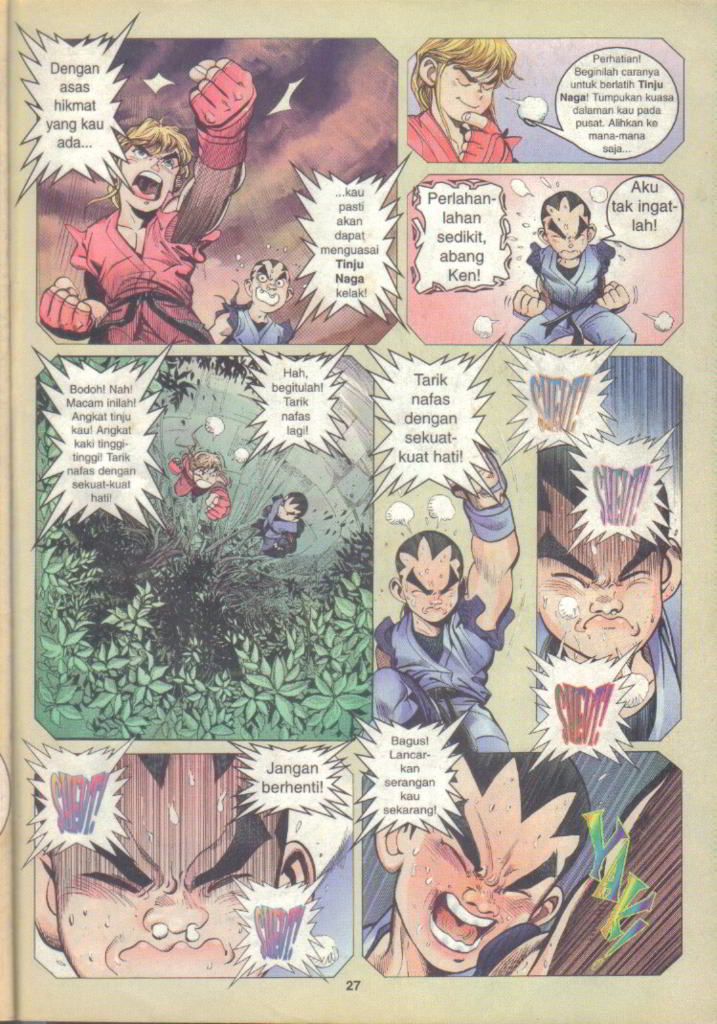 Dengan
asas
hikmat
yang kau
ada...
...kau
pasti
akan
dapat
menguasai
Tinju
Naga
kelak!
Perhatian!
Beginilah caranya
untuk berlatih Tinju
Naga! Tumpukan kuasa
dalaman kau pada
pusat. Alihkan ke
mana-mana
saja...
Perlahan-
lahan
sedikit,
abang
Ken!
Aku
tak ingat-
lah!
Bodoh! Nah!
Macam inilah!
Angkat tinju
kau! Angkat
kaki tinggi-
tinggi! Tarik
nafas dengan
sekuat-kuat
hati!
Hah,
begitulah!
Tarik
nafas
lagi!
Tarik
nafas
dengan
sekuat-
kuat hati!
Jangan
berhenti!
Bagus!
Lancar-
kan
serangan
kau
sekarang!
27